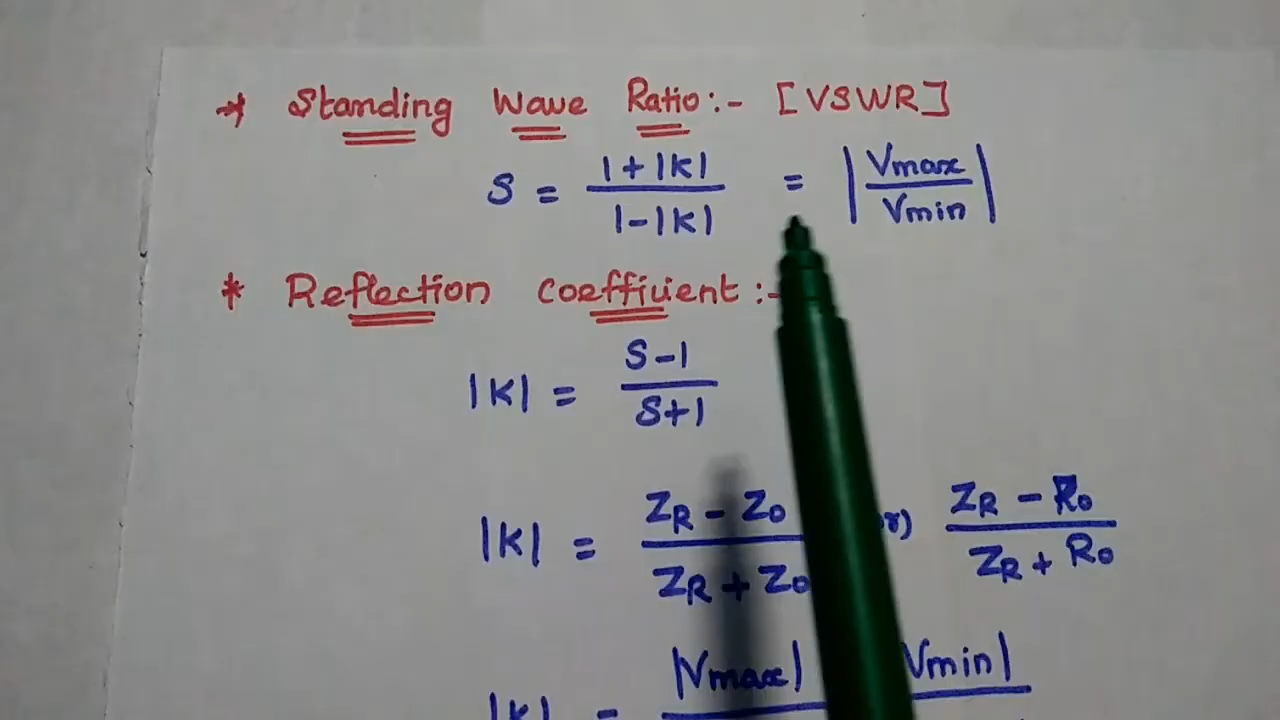 →* Standing Wave Ratio:- [VSWR]
S = 1+|K| / 1-|K| = |Vmax / Vmin|
* Reflection coefficient:-
|K| = S-1 / S+1
|K| = ZR - Z0 / ZR + Z0 or) ZR - R0 / ZR + R0
|K| = |Vmax| Vmin|